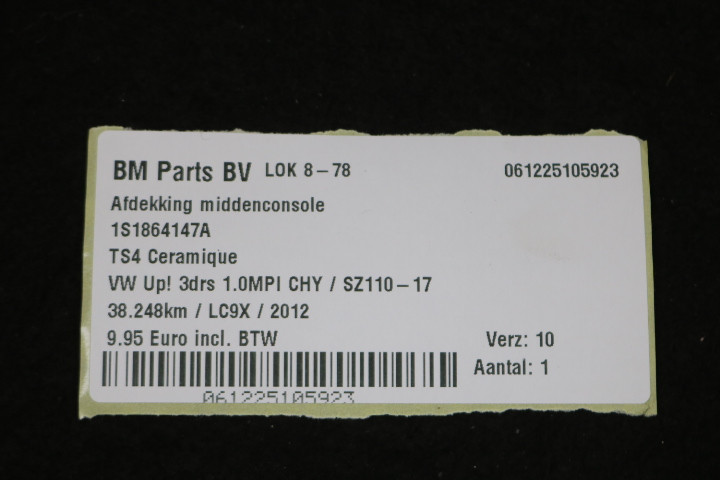 BM Parts BV LOK 8-78 061225105923
Afdekking middenconsole
1S1864147A
TS4 Ceramique
VW Up! 3drs 1.0MPI CHY / SZ110-17
38.248km / LC9X / 2012
9.95 Euro incl. BTW Verz: 10
Aantal: 1
061225105923